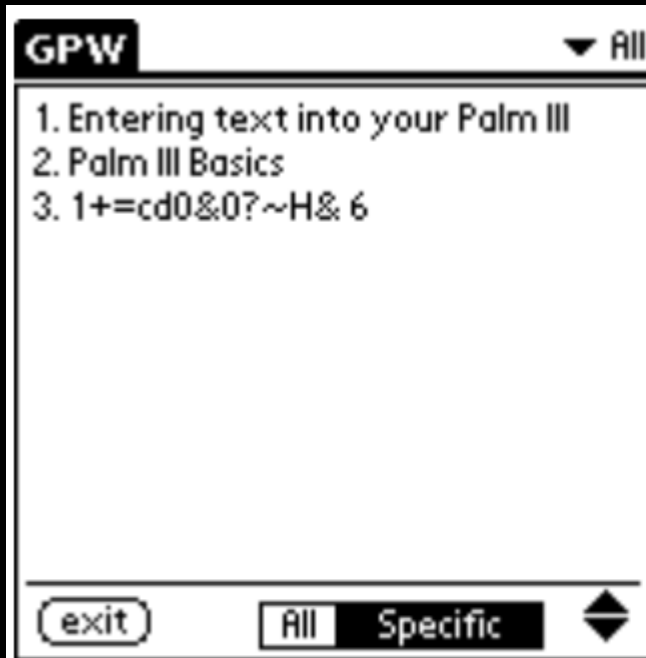 GPW
All
1. Entering text into your Palm III
2. Palm III Basics
3. 1+=cd0&0?~H& 6
exit
All Specific